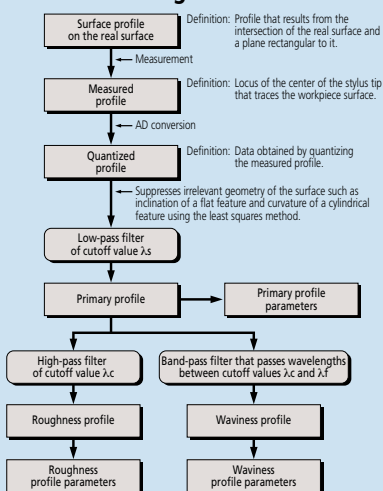 Surface profile
on the real surface
Definition: Profile that results from the
intersection of the real surface and
a plane rectangular to it.
Measurement
Measured
profile
Definition: Locus of the center of the stylus tip
that traces the workpiece surface.
AD conversion
Quantized
profile
Definition: Data obtained by quantizing
the measured profile.
Suppresses irrelevant geometry of the surface such as
inclination of a flat feature and curvature of a cylindrical
feature using the least squares method.
Low-pass filter
of cutoff value λs
Primary profile
Primary profile
parameters
High-pass filter
of cutoff value λc
Band-pass filter that passes wavelengths
between cutoff values λc and λf
Roughness profile
Waviness profile
Roughness
profile parameters
Waviness
profile parameters